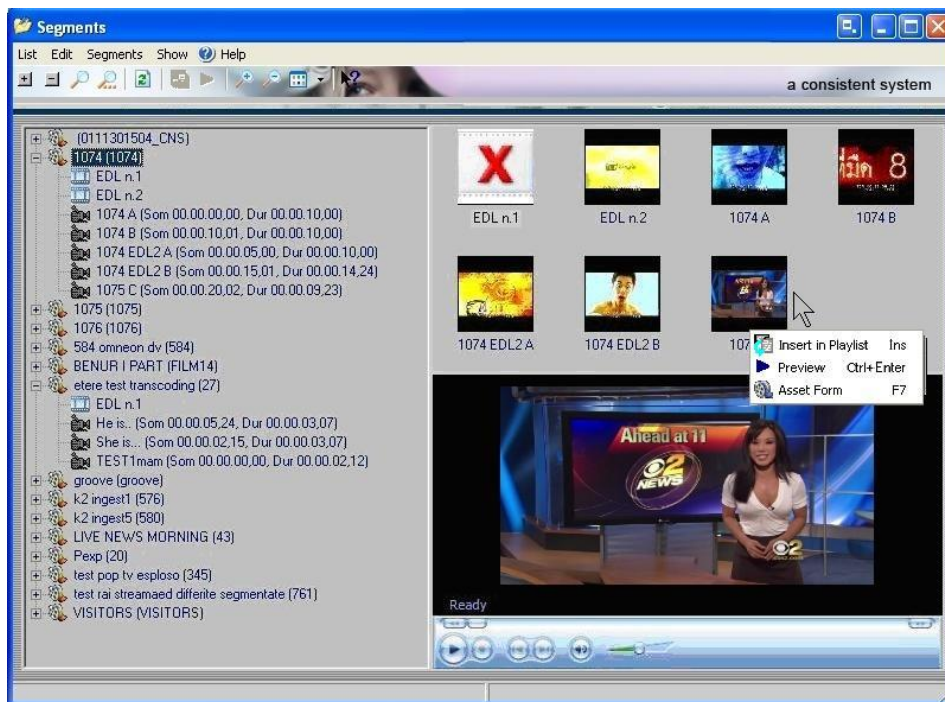 Segments
List Edit Segments Show Help
a consistent system
(0111301504_CNS)
1074 (1074)
EDL n.1
EDL n.2
1074 A (Som 00.00.00,00, Dur 00.00.10,00)
1074 B (Som 00.00.10,01, Dur 00.00.10,00)
1074 EDL2 A (Som 00.00.05,00, Dur 00.00.10,00)
1074 EDL2 B (Som 00.00.15,01, Dur 00.00.14,24)
1075 C (Som 00.00.20,02, Dur 00.00.09,23)
1075 (1075)
1076 (1076)
584 omneon dv (584)
BENUR I PART (FILM14)
etere test transcoding (27)
EDL n.1
He is.. (Som 00.00.05,24, Dur 00.00.03,07)
She is... (Som 00.00.02,15, Dur 00.00.03,07)
TEST1mam (Som 00.00.00,00, Dur 00.00.02,12)
groove (groove)
k2 ingest1 (576)
k2 ingest5 (580)
LIVE NEWS MORNING (43)
Pexp (20)
test pop tv esploso (345)
test rai streamaed differite segmentate (761)
VISITORS (VISITORS)
EDL n.1
EDL n.2
1074 A
8
1074 B
1074 EDL2 A
1074 EDL2 B
Insert in Playlist Ins
Preview Ctrl+Enter
Asset Form F7
Ahead at 11
2
NEWS
2
Ready